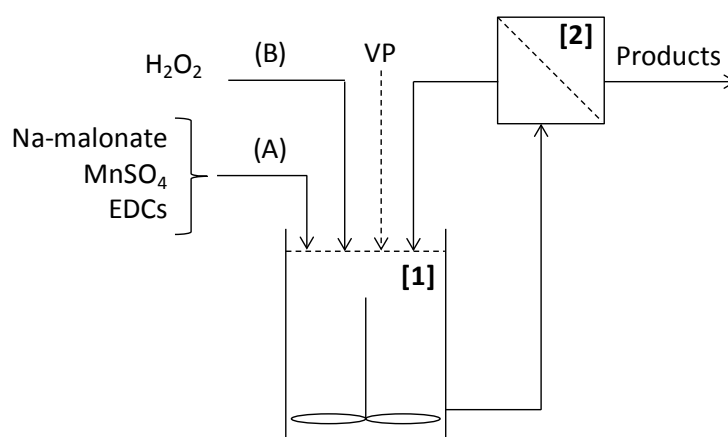 H₂O₂
(B)
VP
[2]
Products
Na-malonate
MnSO₄
EDCs
(A)
[1]